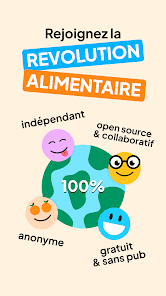 Rejoignez la
REVOLUTION
ALIMENTAIRE
indépendant
open source
& collaboratif
100%
anonyme
gratuit
& sans pub